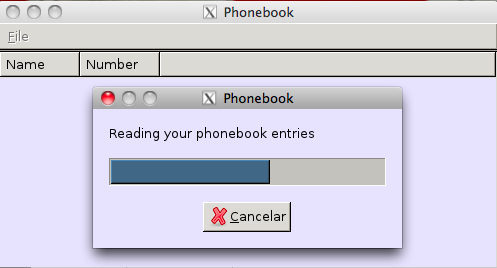 Phonebook
File
Name Number
Phonebook
Reading your phonebook entries
Cancelar